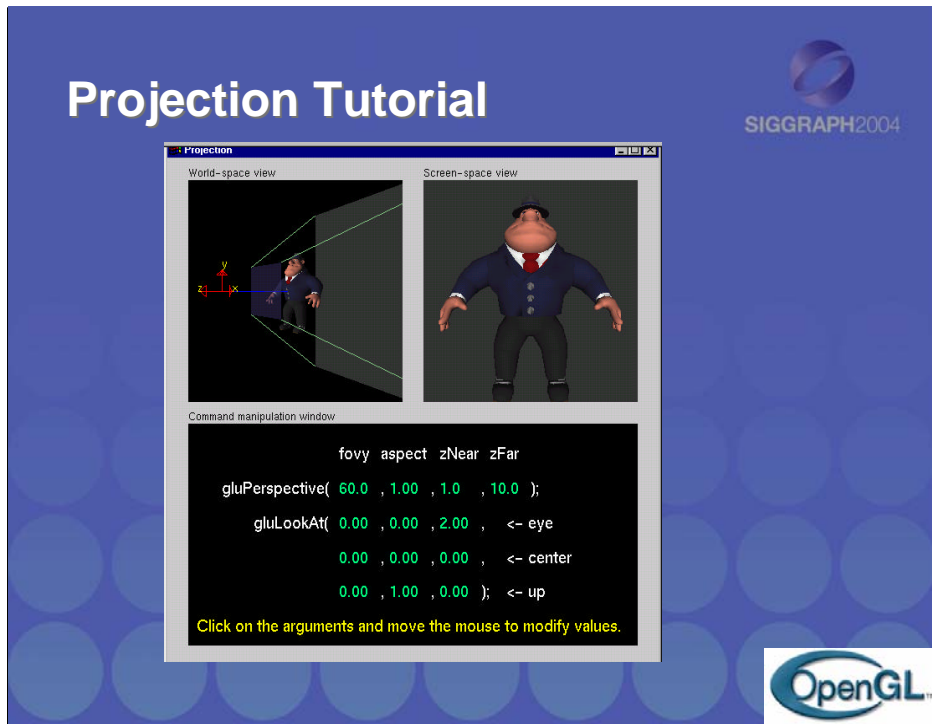 Projection Tutorial
SIGGRAPH2004
Projection
World-space view
Screen-space view
y
z
x
Command manipulation window
fovy aspect zNear zFar
gluPerspective( 60.0 , 1.00 , 1.0 , 10.0 );
gluLookAt( 0.00 , 0.00 , 2.00 , <- eye
0.00 , 0.00 , 0.00 , <- center
0.00 , 1.00 , 0.00 ); <- up
Click on the arguments and move the mouse to modify values.
OpenGL™